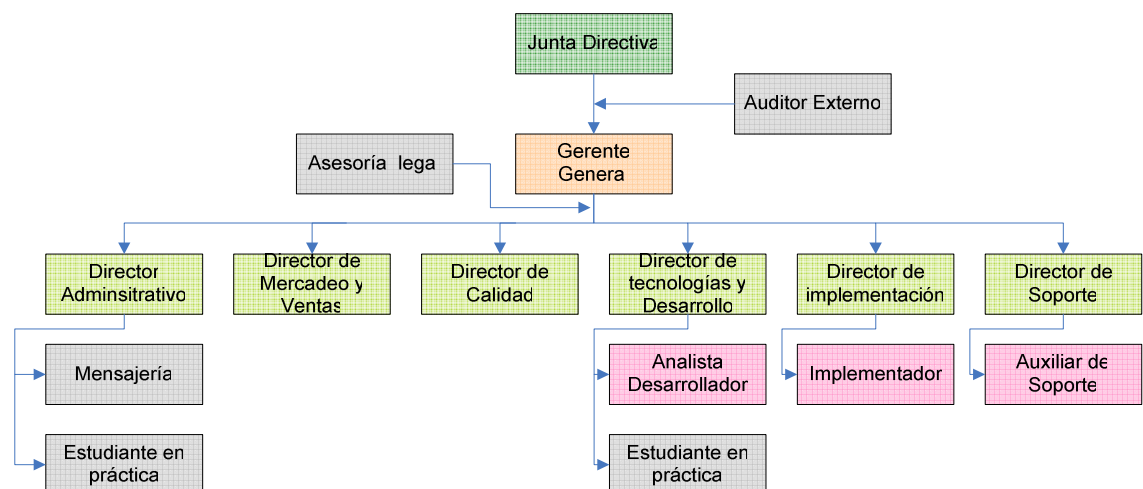 Junta Directiva
Auditor Externo
Asesoría lega
Gerente
Genera
Director
Adminsitrativo
Director de
Mercadeo y
Ventas
Director de
Calidad
Director de
tecnologías y
Desarrollo
Director de
implementación
Director de
Soporte
Mensajería
Analista
Desarrollador
Implementador
Auxiliar de
Soporte
Estudiante en
práctica
Estudiante en
práctica